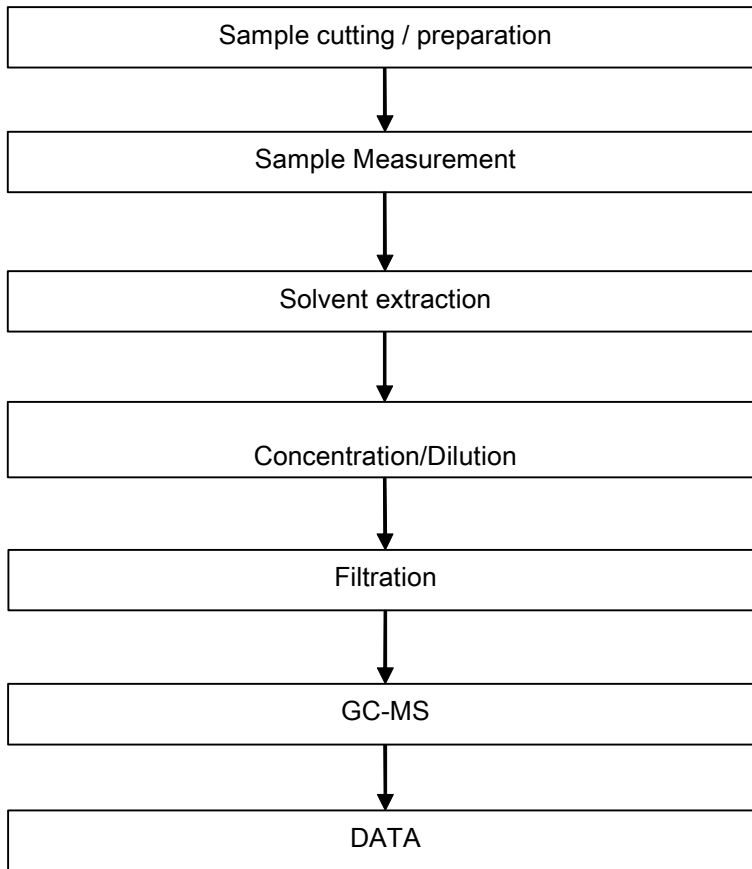 Sample cutting / preparation
Sample Measurement
Solvent extraction
Concentration/Dilution
Filtration
GC-MS
DATA